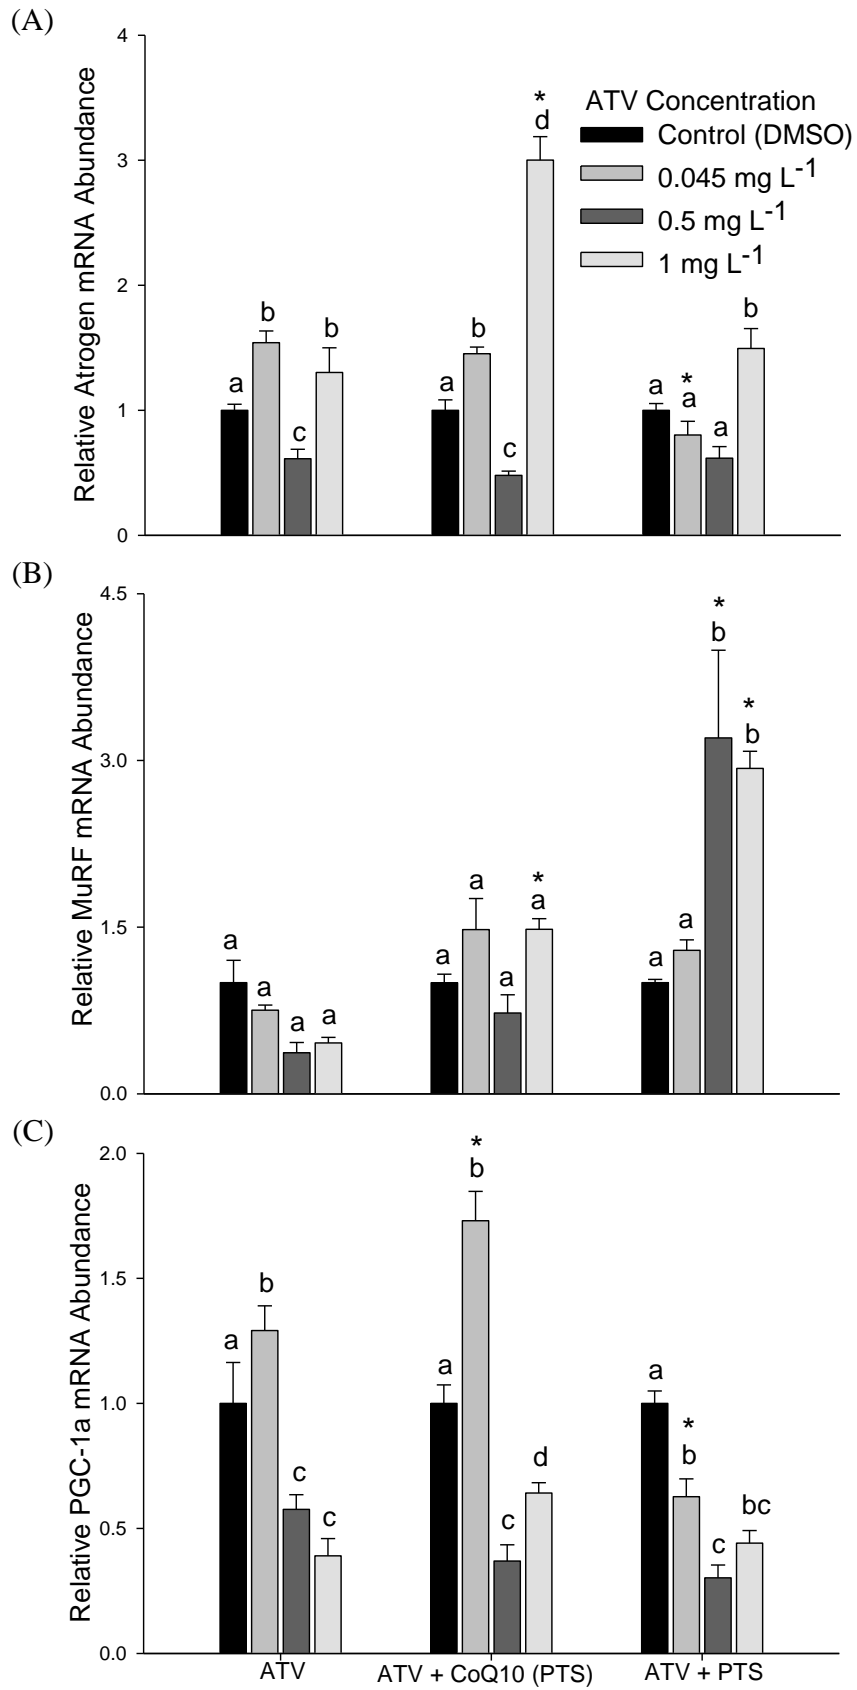 (A)
Relative Atrogen mRNA Abundance
4
3
2
1
0
ATV Concentration
Control (DMSO)
0.045 mg L-1
0.5 mg L-1
1 mg L-1
a
b
c
b
a
b
c
*
d
a
*
a
a
b
(B)
Relative MuRF mRNA Abundance
4.5
3.0
1.5
0.0
a
a
a
a
a
a
a
*
a
a
a
*
b
*
b
(C)
Relative PGC-1a mRNA Abundance
2.0
1.5
1.0
0.5
0.0
a
b
c
c
a
*
b
c
d
a
*
b
c
bc
ATV
ATV + CoQ10 (PTS)
ATV + PTS